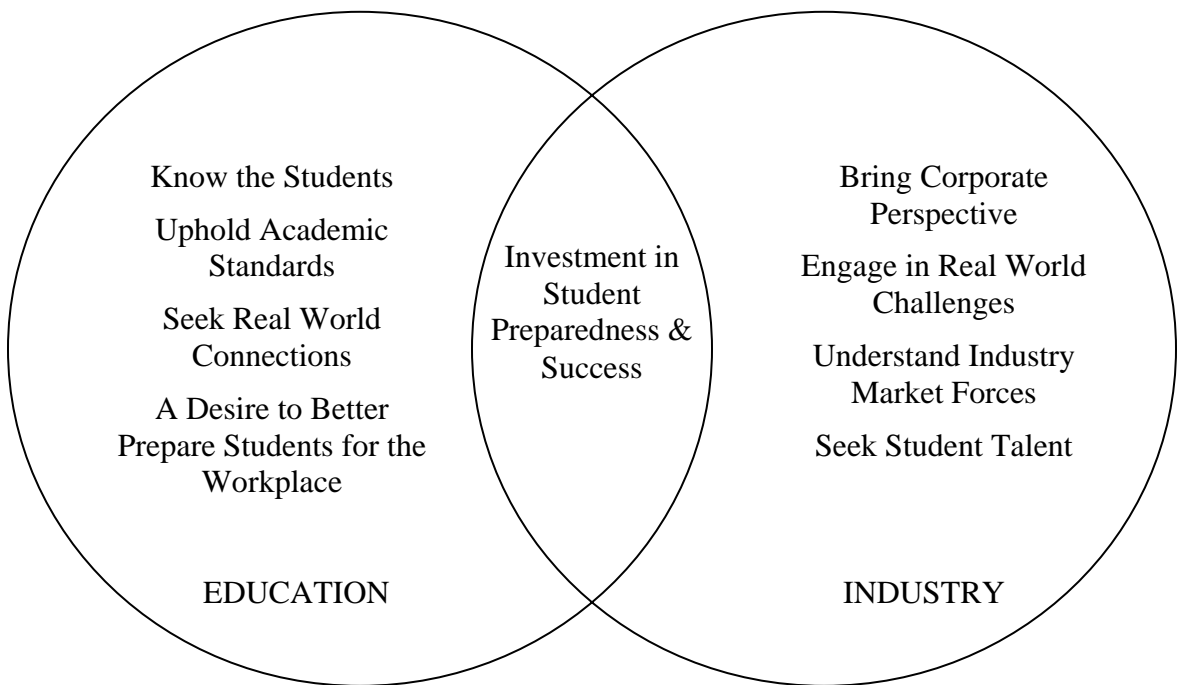 Know the Students
Uphold Academic
Standards
Seek Real World
Connections
A Desire to Better
Prepare Students for the
Workplace
EDUCATION
Investment in
Student
Preparedness &
Success
Bring Corporate
Perspective
Engage in Real World
Challenges
Understand Industry
Market Forces
Seek Student Talent
INDUSTRY